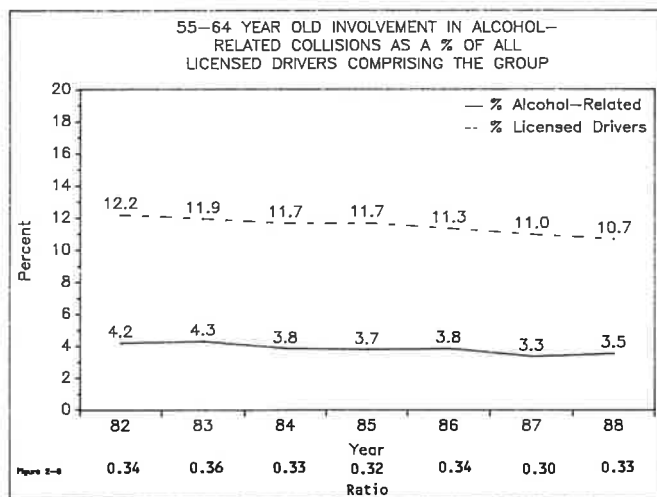 55–64 YEAR OLD INVOLVEMENT IN ALCOHOL–
RELATED COLLISIONS AS A % OF ALL
LICENSED DRIVERS COMPRISING THE GROUP
% Alcohol–Related
% Licensed Drivers
Percent
20
18
16
14
12
10
8
6
4
2
0
12.2 11.9 11.7 11.7 11.3 11.0 10.7
4.2 4.3 3.8 3.7 3.8 3.3 3.5
82 83 84 85 86 87 88
Year
Figure 2–8 0.34 0.36 0.33 0.32 0.34 0.30 0.33
Ratio